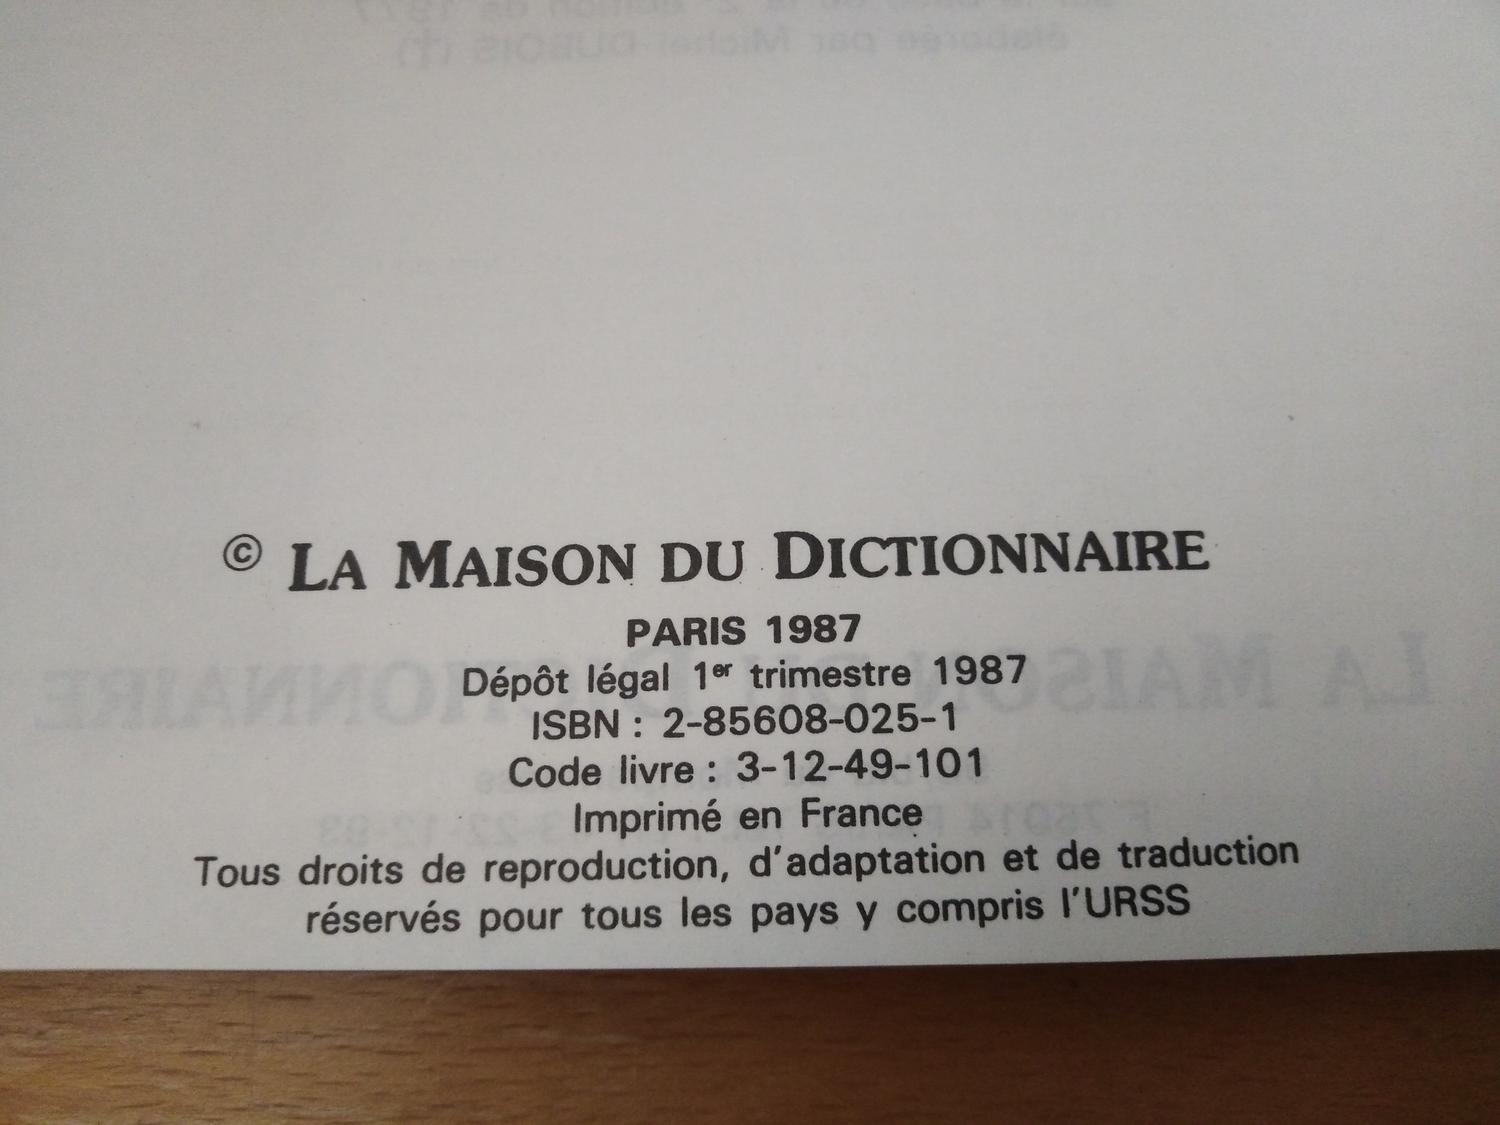 © LA MAISON DU DICTIONNAIRE
PARIS 1987
Dépôt légal 1er trimestre 1987
ISBN : 2-85608-025-1
Code livre : 3-12-49-101
Imprimé en France
Tous droits de reproduction, d'adaptation et de traduction
réservés pour tous les pays y compris l'URSS